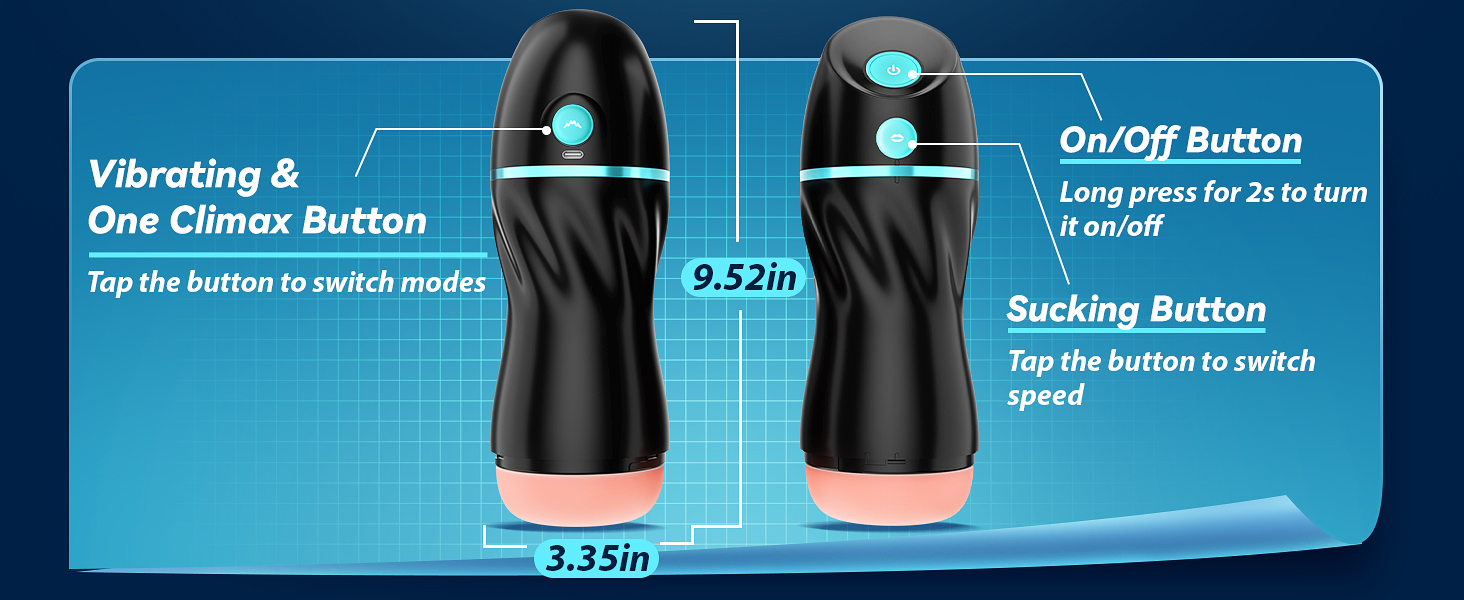 Vibrating &
One Climax Button
Tap the button to switch modes
9.52in
3.35in
On/Off Button
Long press for 2s to turn
it on/off
Sucking Button
Tap the button to switch
speed